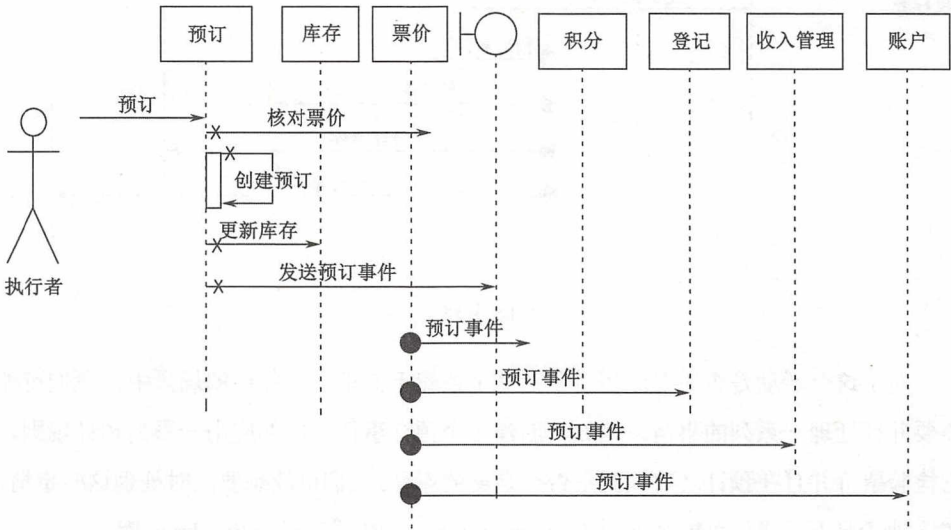 预订
库存
票价
积分
登记
收入管理
账户
预订
核对票价
创建预订
更新库存
发送预订事件
执行者
预订事件
预订事件
预订事件
预订事件